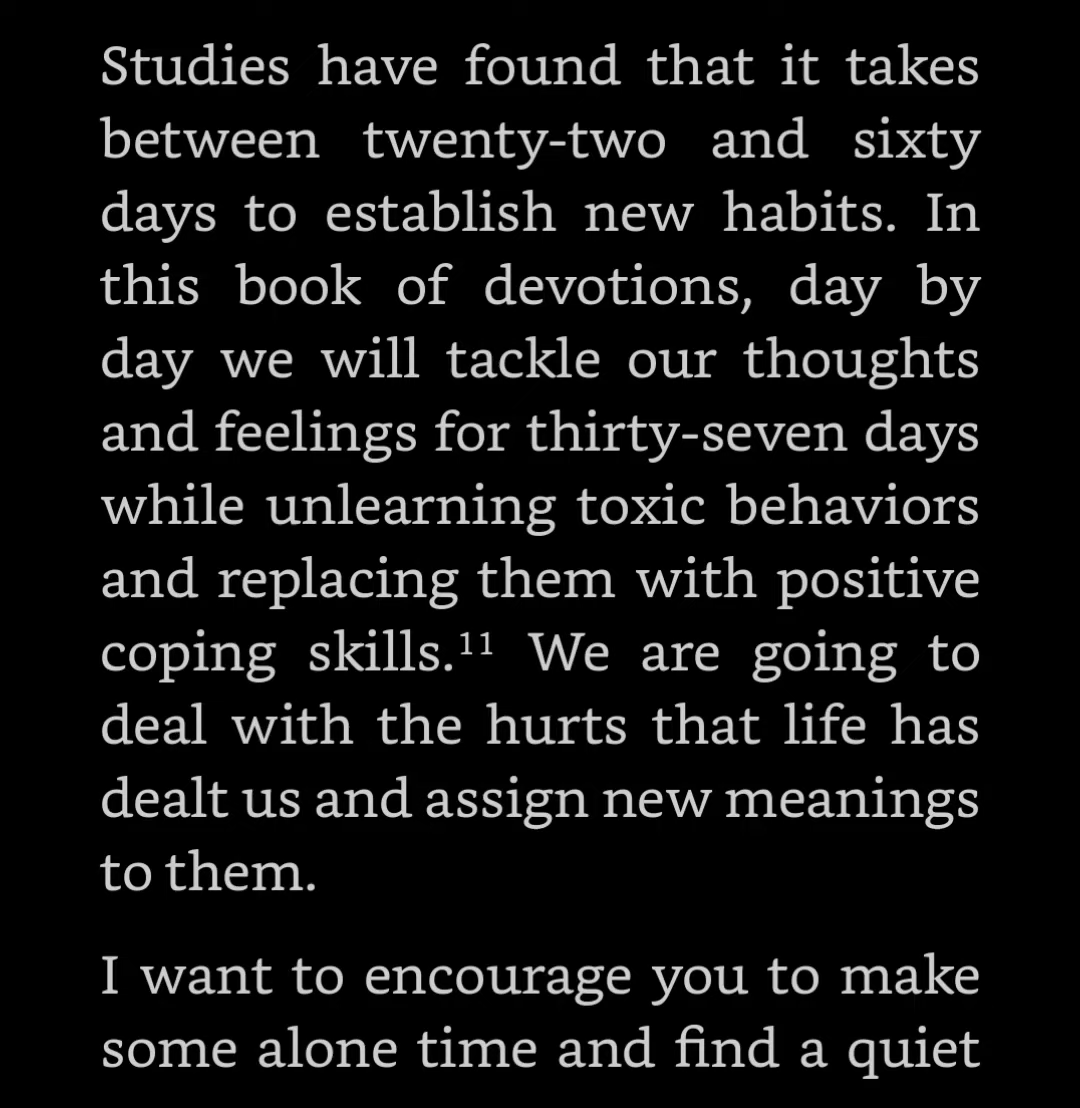 Studies have found that it takes
between twenty-two and sixty
days to establish new habits. In
this book of devotions, day by
day we will tackle our thoughts
and feelings for thirty-seven days
while unlearning toxic behaviors
and replacing them with positive
coping skills.¹¹ We are going to
deal with the hurts that life has
dealt us and assign new meanings
to them.
I want to encourage you to make
some alone time and find a quiet